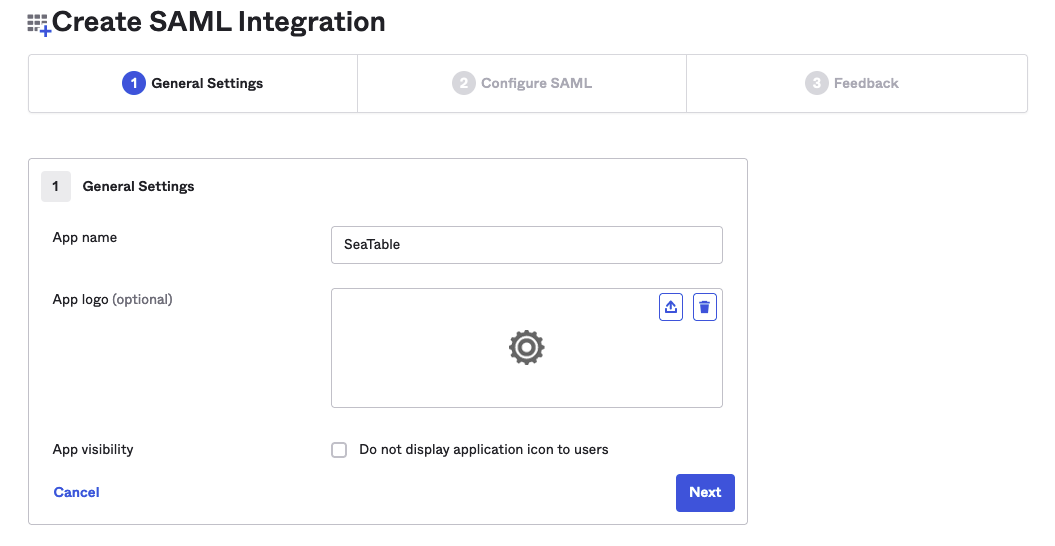 Create SAML Integration
1 General Settings
2 Configure SAML
3 Feedback
1 General Settings
App name
SeaTable
App logo (optional)
App visibility
Do not display application icon to users
Cancel
Next